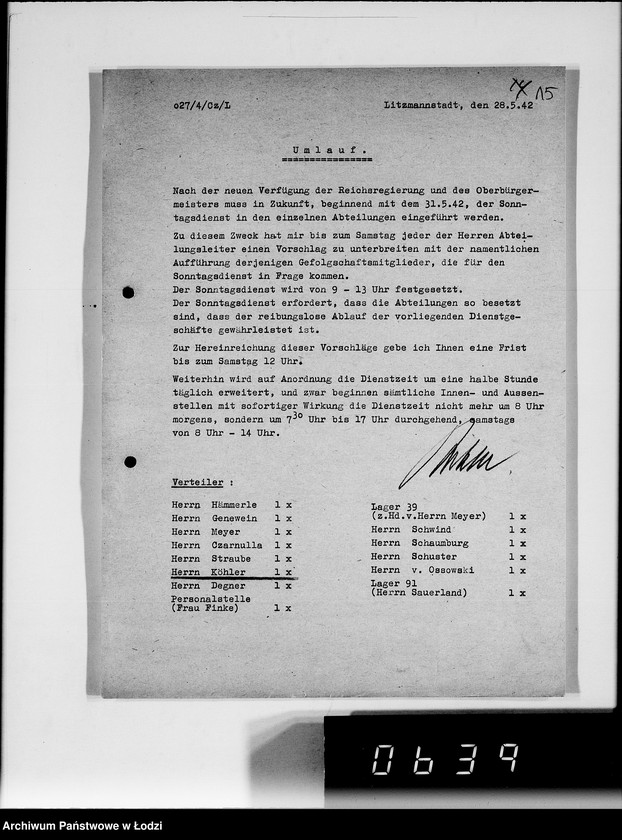 15
027/4/Cz/L Litzmannstadt, den 28.5.42
Umlauf.
Nach der neuen Verfügung der Reichsregierung und des Oberbürger-
meisters muss in Zukunft, beginnend mit dem 31.5.42, der Sonn-
tagsdienst in den einzelnen Abteilungen eingeführt werden.
Zu diesem Zweck hat mir bis zum Samstag jeder der Herren Abtei-
lungsleiter einen Vorschlag zu unterbreiten mit der namentlichen
Aufführung derjenigen Gefolgschaftsmitglieder, die für den
Sonntagsdienst in Frage kommen.
Der Sonntagsdienst wird von 9 - 13 Uhr festgesetzt.
Der Sonntagsdienst erfordert, dass die Abteilungen so besetzt
sind, dass der reibungslose Ablauf der vorliegenden Dienstge-
schäfte gewährleistet ist.
Zur Hereinreichung dieser Vorschläge gebe ich Ihnen eine Frist
bis zum Samstag 12 Uhr.
Weiterhin wird auf Anordnung die Dienstzeit um eine halbe Stunde
täglich erweitert, und zwar beginnen sämtliche Innen- und Aussen-
stellen mit sofortiger Wirkung die Dienstzeit nicht mehr um 8 Uhr
morgens, sondern um 7³⁰ Uhr bis 17 Uhr durchgehend, samstags
von 8 Uhr - 14 Uhr.
Verteiler :
Herrn Hämmerle 1 x
Herrn Genewein 1 x
Herrn Meyer 1 x
Herrn Czarnulla 1 x
Herrn Straube 1 x
Herrn Köhler 1 x
Herrn Degner 1 x
Personalstelle
(Frau Finke) 1 x
Lager 39
(z.Hd.v.Herrn Meyer) 1 x
Herrn Schwind 1 x
Herrn Schaumburg 1 x
Herrn Schuster 1 x
Herrn v. Ossowski 1 x
Lager 91
(Herrn Sauerland) 1 x
0639
Archiwum Państwowe w Łodzi